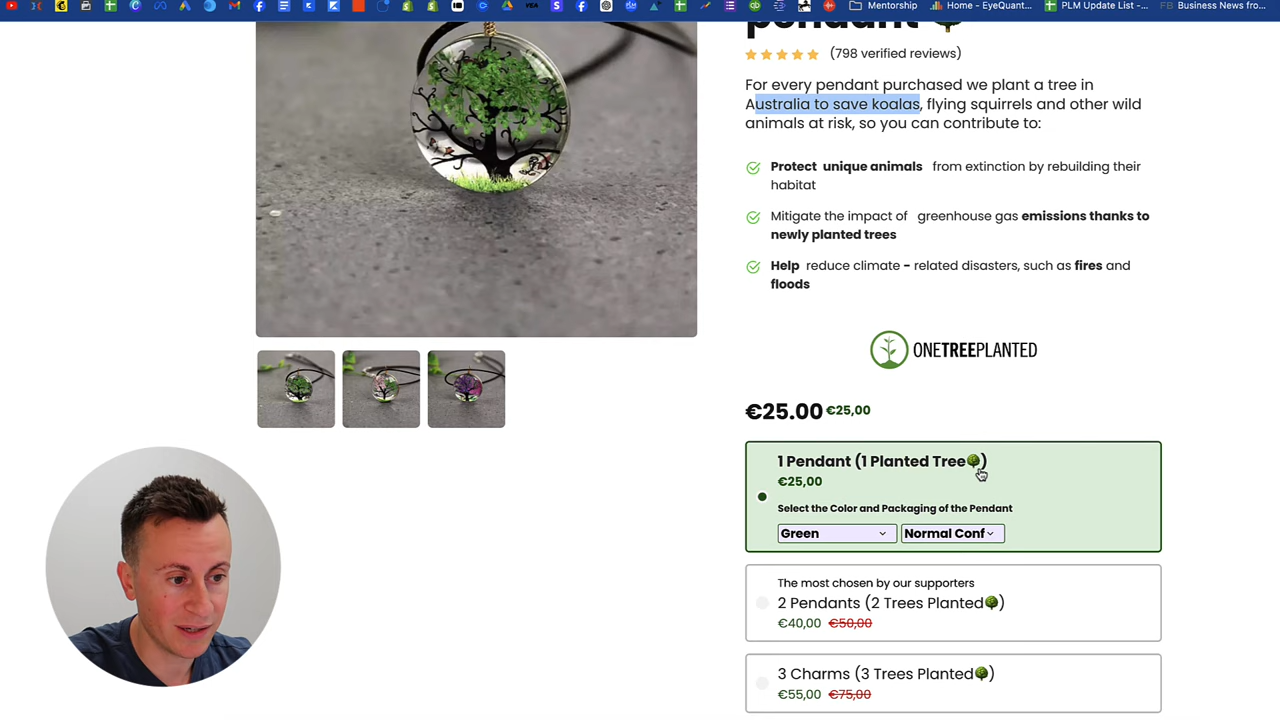 Mentorship
Home - EyeQuant...
PLM Update List -...
FB Business News from...
pendant
(798 verified reviews)
For every pendant purchased we plant a tree in
Australia to save koalas, flying squirrels and other wild
animals at risk, so you can contribute to:
Protect unique animals from extinction by rebuilding their
habitat
Mitigate the impact of greenhouse gas emissions thanks to
newly planted trees
Help reduce climate - related disasters, such as fires and
floods
ONETREEPLANTED
€25.00 €25,00
1 Pendant (1 Planted Tree🌳)
€25,00
Select the Color and Packaging of the Pendant
Green Normal Conf
The most chosen by our supporters
2 Pendants (2 Trees Planted🌳)
€40,00 €50,00
3 Charms (3 Trees Planted🌳)
€55,00 €75,00